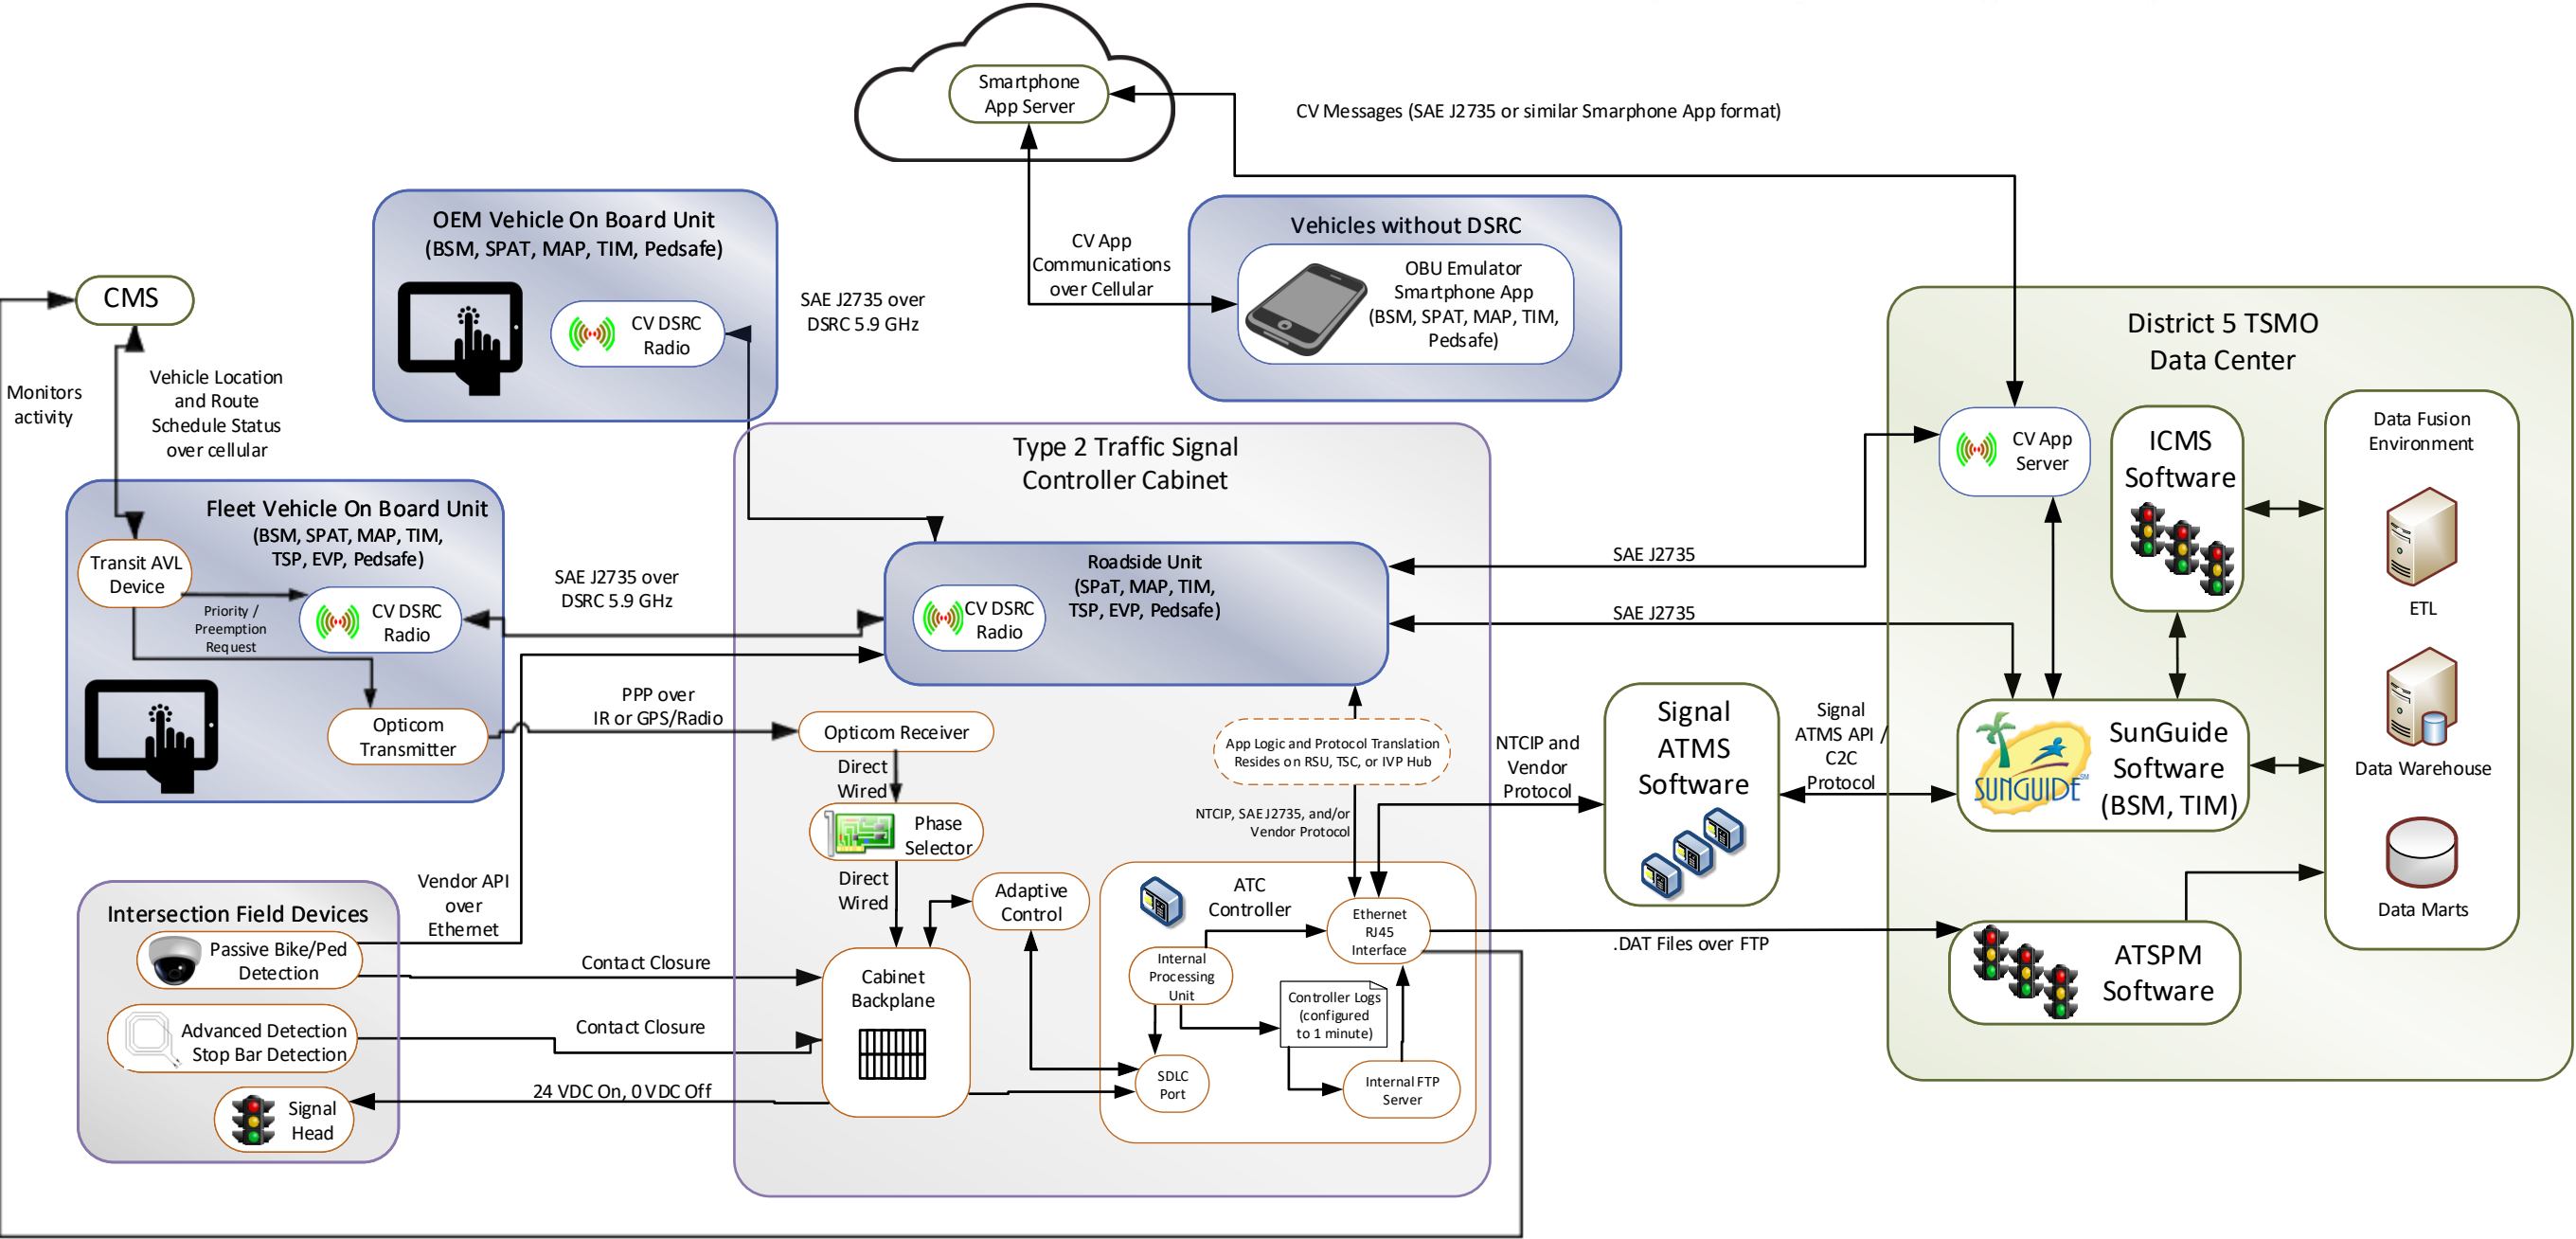 Smartphone
App Server
CV Messages (SAE J2735 or similar Smarphone App format)
OEM Vehicle On Board Unit
(BSM, SPAT, MAP, TIM, Pedsafe)
CV DSRC
Radio
SAE J2735 over
DSRC 5.9 GHz
CV App
Communications
over Cellular
Vehicles without DSRC
OBU Emulator
Smartphone App
(BSM, SPAT, MAP, TIM,
Pedsafe)
CMS
Monitors
activity
Vehicle Location
and Route
Schedule Status
over cellular
Fleet Vehicle On Board Unit
(BSM, SPAT, MAP, TIM,
TSP, EVP, Pedsafe)
Transit AVL
Device
Priority /
Preemption
Request
CV DSRC
Radio
Opticom
Transmitter
SAE J2735 over
DSRC 5.9 GHz
PPP over
IR or GPS/Radio
Vendor API
over
Ethernet
Intersection Field Devices
Passive Bike/Ped
Detection
Advanced Detection
Stop Bar Detection
Signal
Head
Contact Closure
Contact Closure
24 VDC On, 0 VDC Off
Type 2 Traffic Signal
Controller Cabinet
Roadside Unit
(SPaT, MAP, TIM,
TSP, EVP, Pedsafe)
CV DSRC
Radio
Opticom Receiver
Direct
Wired
Phase
Selector
Direct
Wired
Adaptive
Control
Cabinet
Backplane
App Logic and Protocol Translation
Resides on RSU, TSC, or IVP Hub
NTCIP, SAE J2735, and/or
Vendor Protocol
ATC
Controller
Ethernet
RJ45
Interface
Internal
Processing
Unit
Controller Logs
(configured
to 1 minute)
SDLC
Port
Internal FTP
Server
SAE J2735
SAE J2735
NTCIP and
Vendor
Protocol
Signal
ATMS
Software
Signal
ATMS API /
C2C
Protocol
.DAT Files over FTP
District 5 TSMO
Data Center
CV App
Server
ICMS
Software
SUNGUIDE
SM
SunGuide
Software
(BSM, TIM)
ATSPM
Software
Data Fusion
Environment
ETL
Data Warehouse
Data Marts